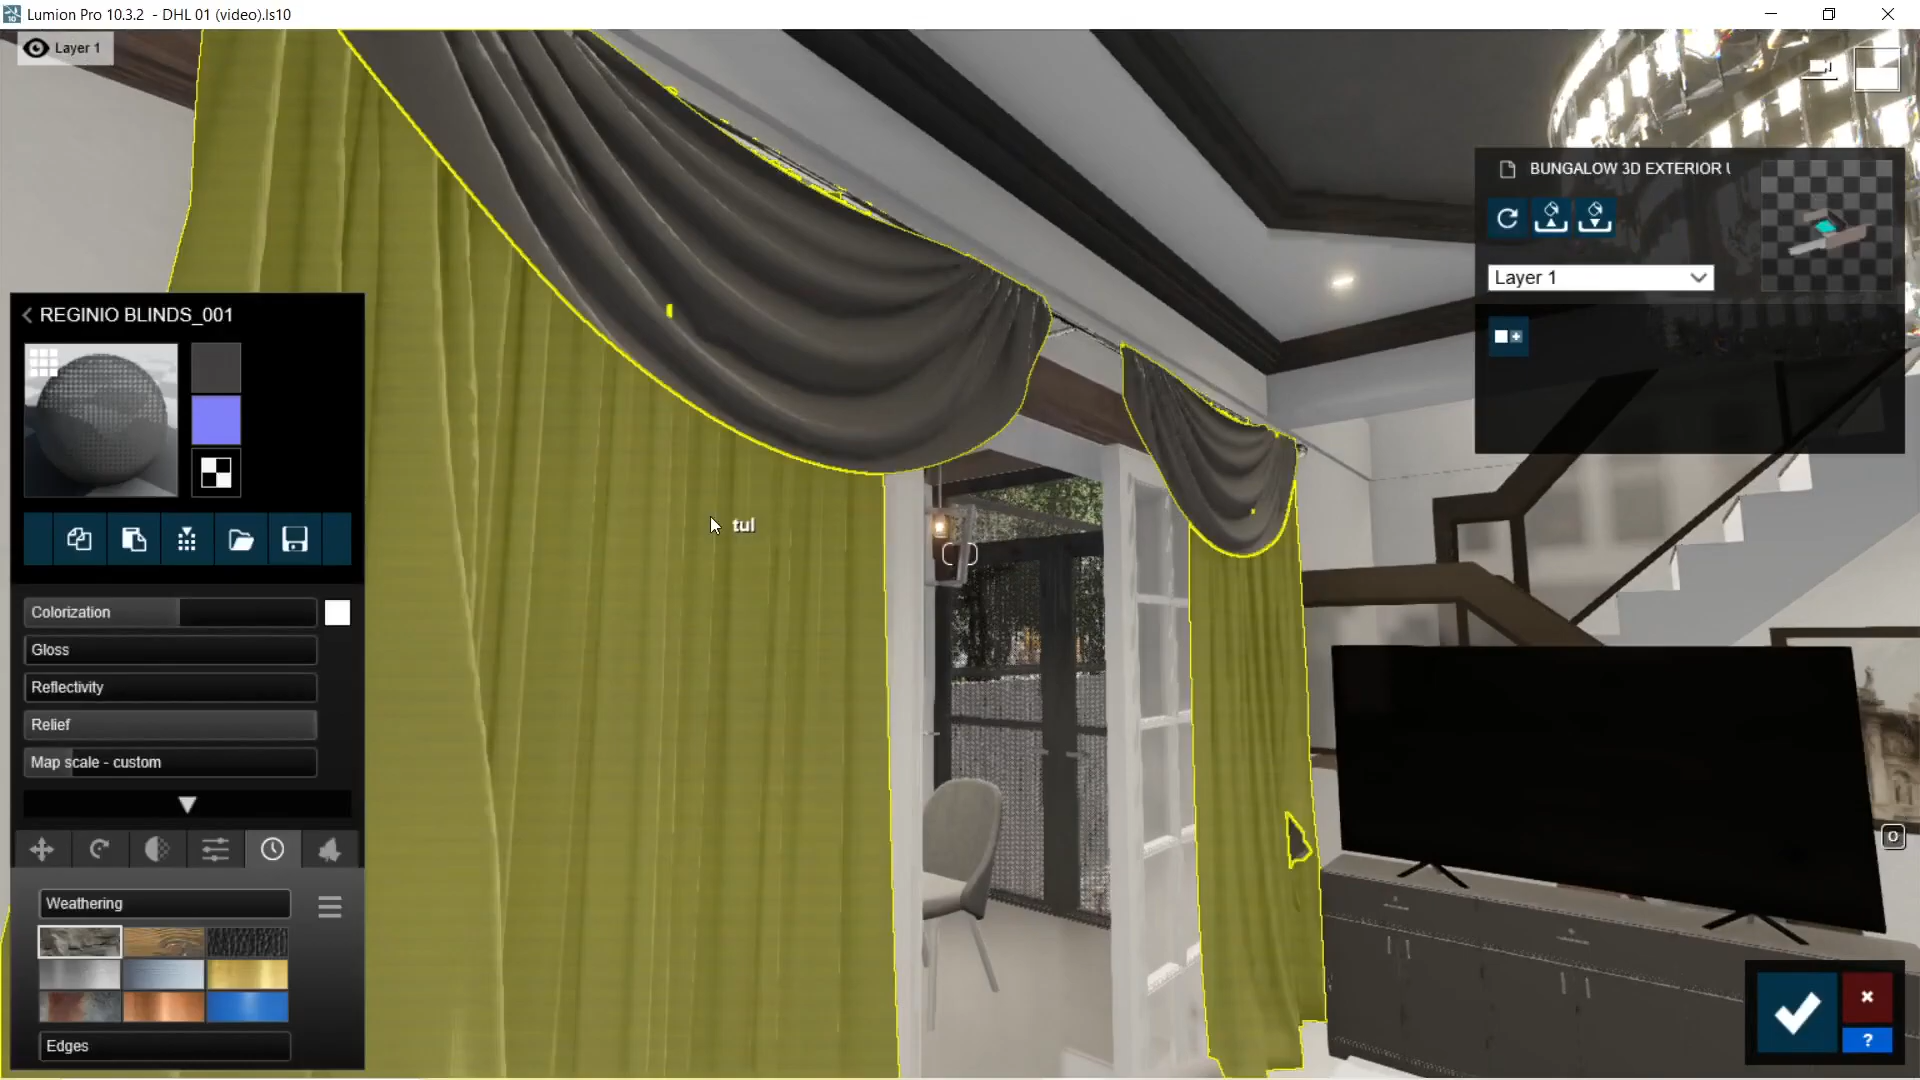 Lumion Pro 10.3.2 - DHL 01 (video).ls10
Layer 1
BUNGALOW 3D EXTERIOR U
Layer 1
REGINIO BLINDS_001
tul
Colorization
Gloss
Reflectivity
Relief
Map scale - custom
Weathering
Edges
O
?